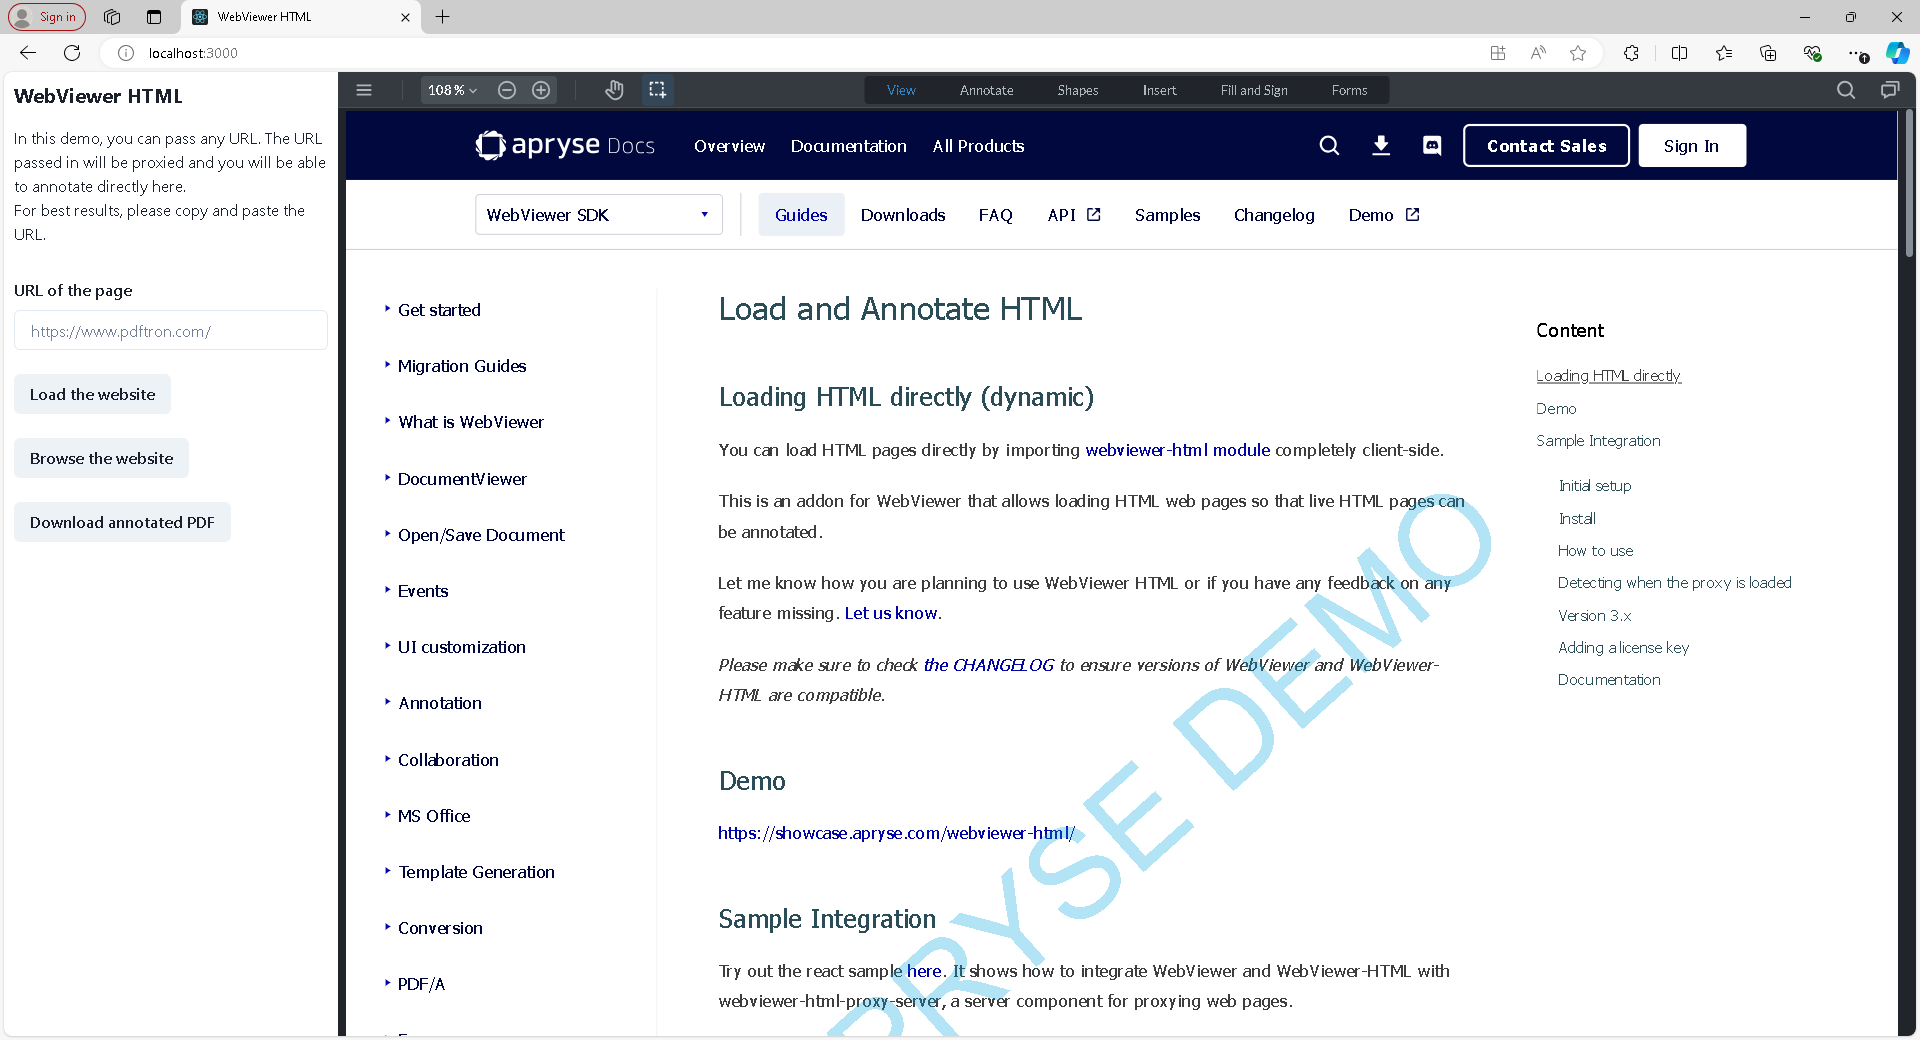 Sign in
WebViewer HTML
localhost:3000
WebViewer HTML
In this demo, you can pass any URL. The URL
passed in will be proxied and you will be able
to annotate directly here.
For best results, please copy and paste the
URL.
URL of the page
https://www.pdftron.com/
Load the website
Browse the website
Download annotated PDF
108%
View
Annotate
Shapes
Insert
Fill and Sign
Forms
apryse Docs
Overview
Documentation
All Products
Contact Sales
Sign In
WebViewer SDK
Guides
Downloads
FAQ
API
Samples
Changelog
Demo
Get started
Migration Guides
What is WebViewer
DocumentViewer
Open/Save Document
Events
UI customization
Annotation
Collaboration
MS Office
Template Generation
Conversion
PDF/A
Load and Annotate HTML
Loading HTML directly (dynamic)
You can load HTML pages directly by importing webviewer-html module completely client-side.
This is an addon for WebViewer that allows loading HTML web pages so that live HTML pages can
be annotated.
Let me know how you are planning to use WebViewer HTML or if you have any feedback on any
feature missing. Let us know.
Please make sure to check the CHANGELOG to ensure versions of WebViewer and WebViewer-
HTML are compatible.
Demo
https://showcase.apryse.com/webviewer-html/
Sample Integration
Try out the react sample here. It shows how to integrate WebViewer and WebViewer-HTML with
webviewer-html-proxy-server, a server component for proxying web pages.
PRYSE DEMO
Content
Loading HTML directly
Demo
Sample Integration
Initial setup
Install
How to use
Detecting when the proxy is loaded
Version 3.x
Adding a license key
Documentation